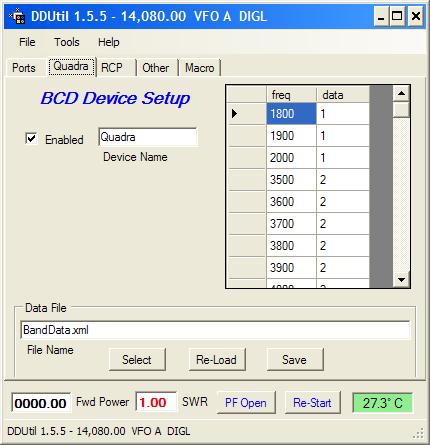 DDUtil 1.5.5 - 14,080.00 VFO A DIGL
File Tools Help
Ports Quadra RCP Other Macro
BCD Device Setup
Enabled Quadra
Device Name
freq data
1800 1
1900 1
2000 1
3500 2
3600 2
3700 2
3800 2
3900 2
Data File
BandData.xml
File Name Select Re-Load Save
0000.00 Fwd Power 1.00 SWR PF Open Re-Start 27.3° C
DDUtil 1.5.5 - 14,080.00 VFO A DIGL